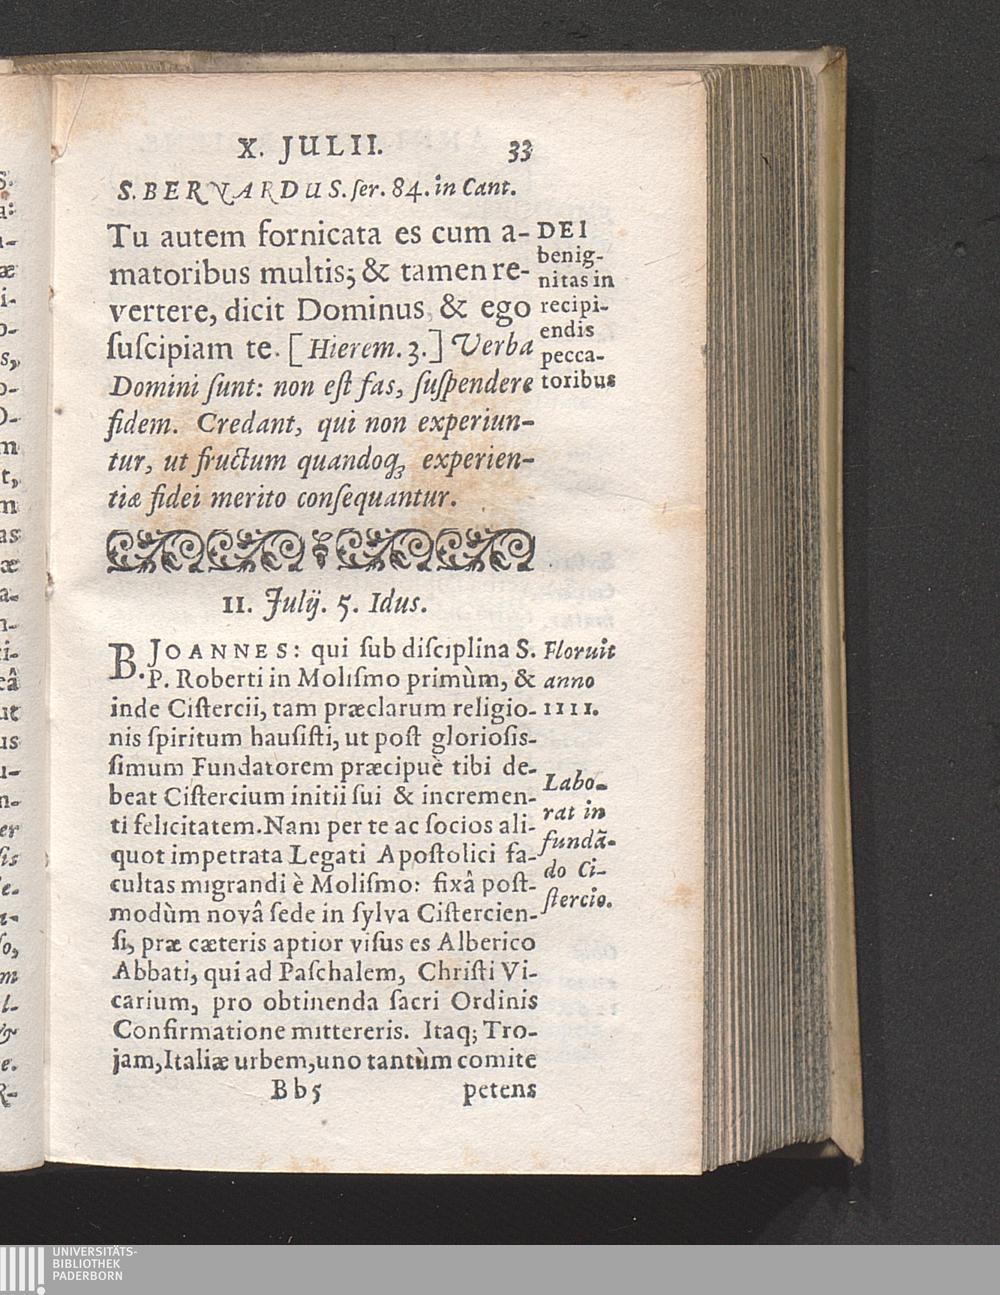 X. JULII. 33
S. BERNARDUS. ſer. 84. in Cant.
Tu autem fornicata es cum a-
matoribus multis; & tamen re-
vertere, dicit Dominus, & ego
ſuſcipiam te. [Hierem. 3.] Verba
Domini ſunt: non eſt fas, ſuſpendere
fidem. Credant, qui non experiun-
tur, ut fructum quandoq; experien-
tiæ fidei merito conſequantur.
DEI
benig-
nitas in
recipi-
endis
pecca-
toribus
11. Julij. 5. Idus.
B. JOANNES: qui ſub diſciplina S.
P. Roberti in Moliſmo primùm, &
inde Ciſtercii, tam præclarum religio-
nis ſpiritum hauſiſti, ut poſt glorioſis-
ſimum Fundatorem præcipuè tibi de-
beat Ciſtercium initii ſui & incremen-
ti felicitatem. Nam per te ac ſocios ali-
quot impetrata Legati Apoſtolici fa-
cultas migrandi è Moliſmo: fixâ poſt-
modùm novâ ſede in ſylva Ciſtercien-
ſi, præ cæteris aptior viſus es Alberico
Abbati, qui ad Paſchalem, Chriſti Vi-
carium, pro obtinenda ſacri Ordinis
Confirmatione mittereris. Itaq; Tro-
jam, Italiæ urbem, uno tantùm comite
Floruit
anno
1111.
Labo-
rat in
fundã-
do Ci-
ſtercio.
Bb5 petens
UNIVERSITÄTS-
BIBLIOTHEK
PADERBORN